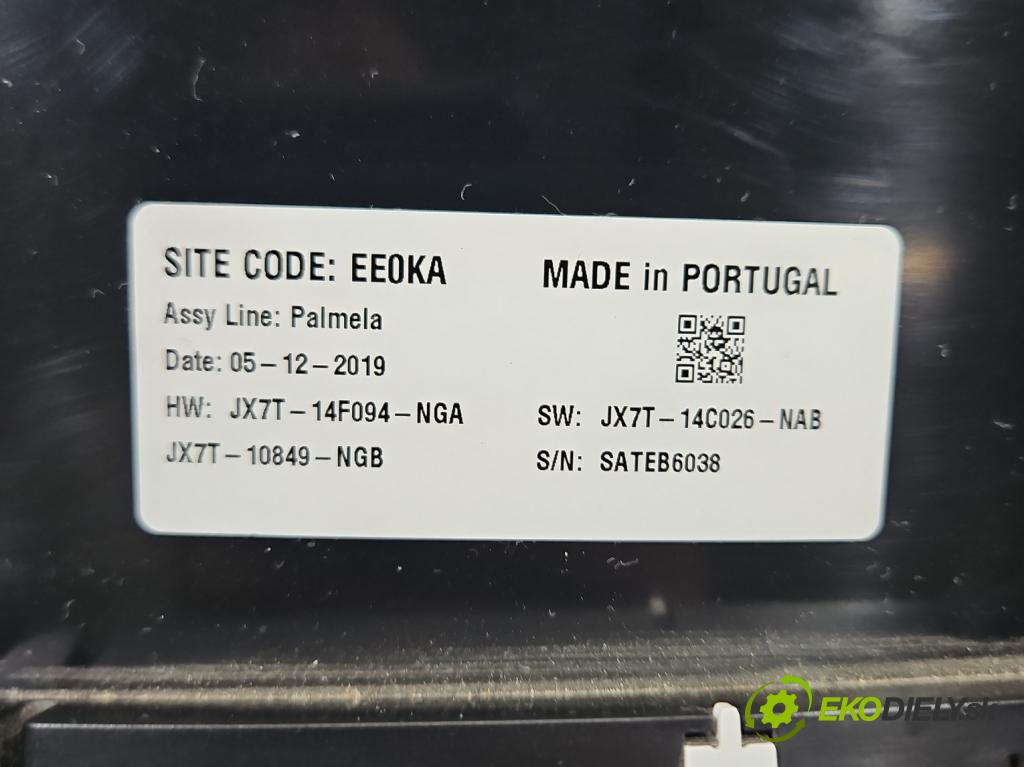 SITE CODE: EE0KA
MADE in PORTUGAL
Assy Line: Palmela
Date: 05-12-2019
HW: JX7T-14F094-NGA
SW: JX7T-14C026-NAB
JX7T-10849-NGB
S/N: SATEB6038
EKODIELY.sk